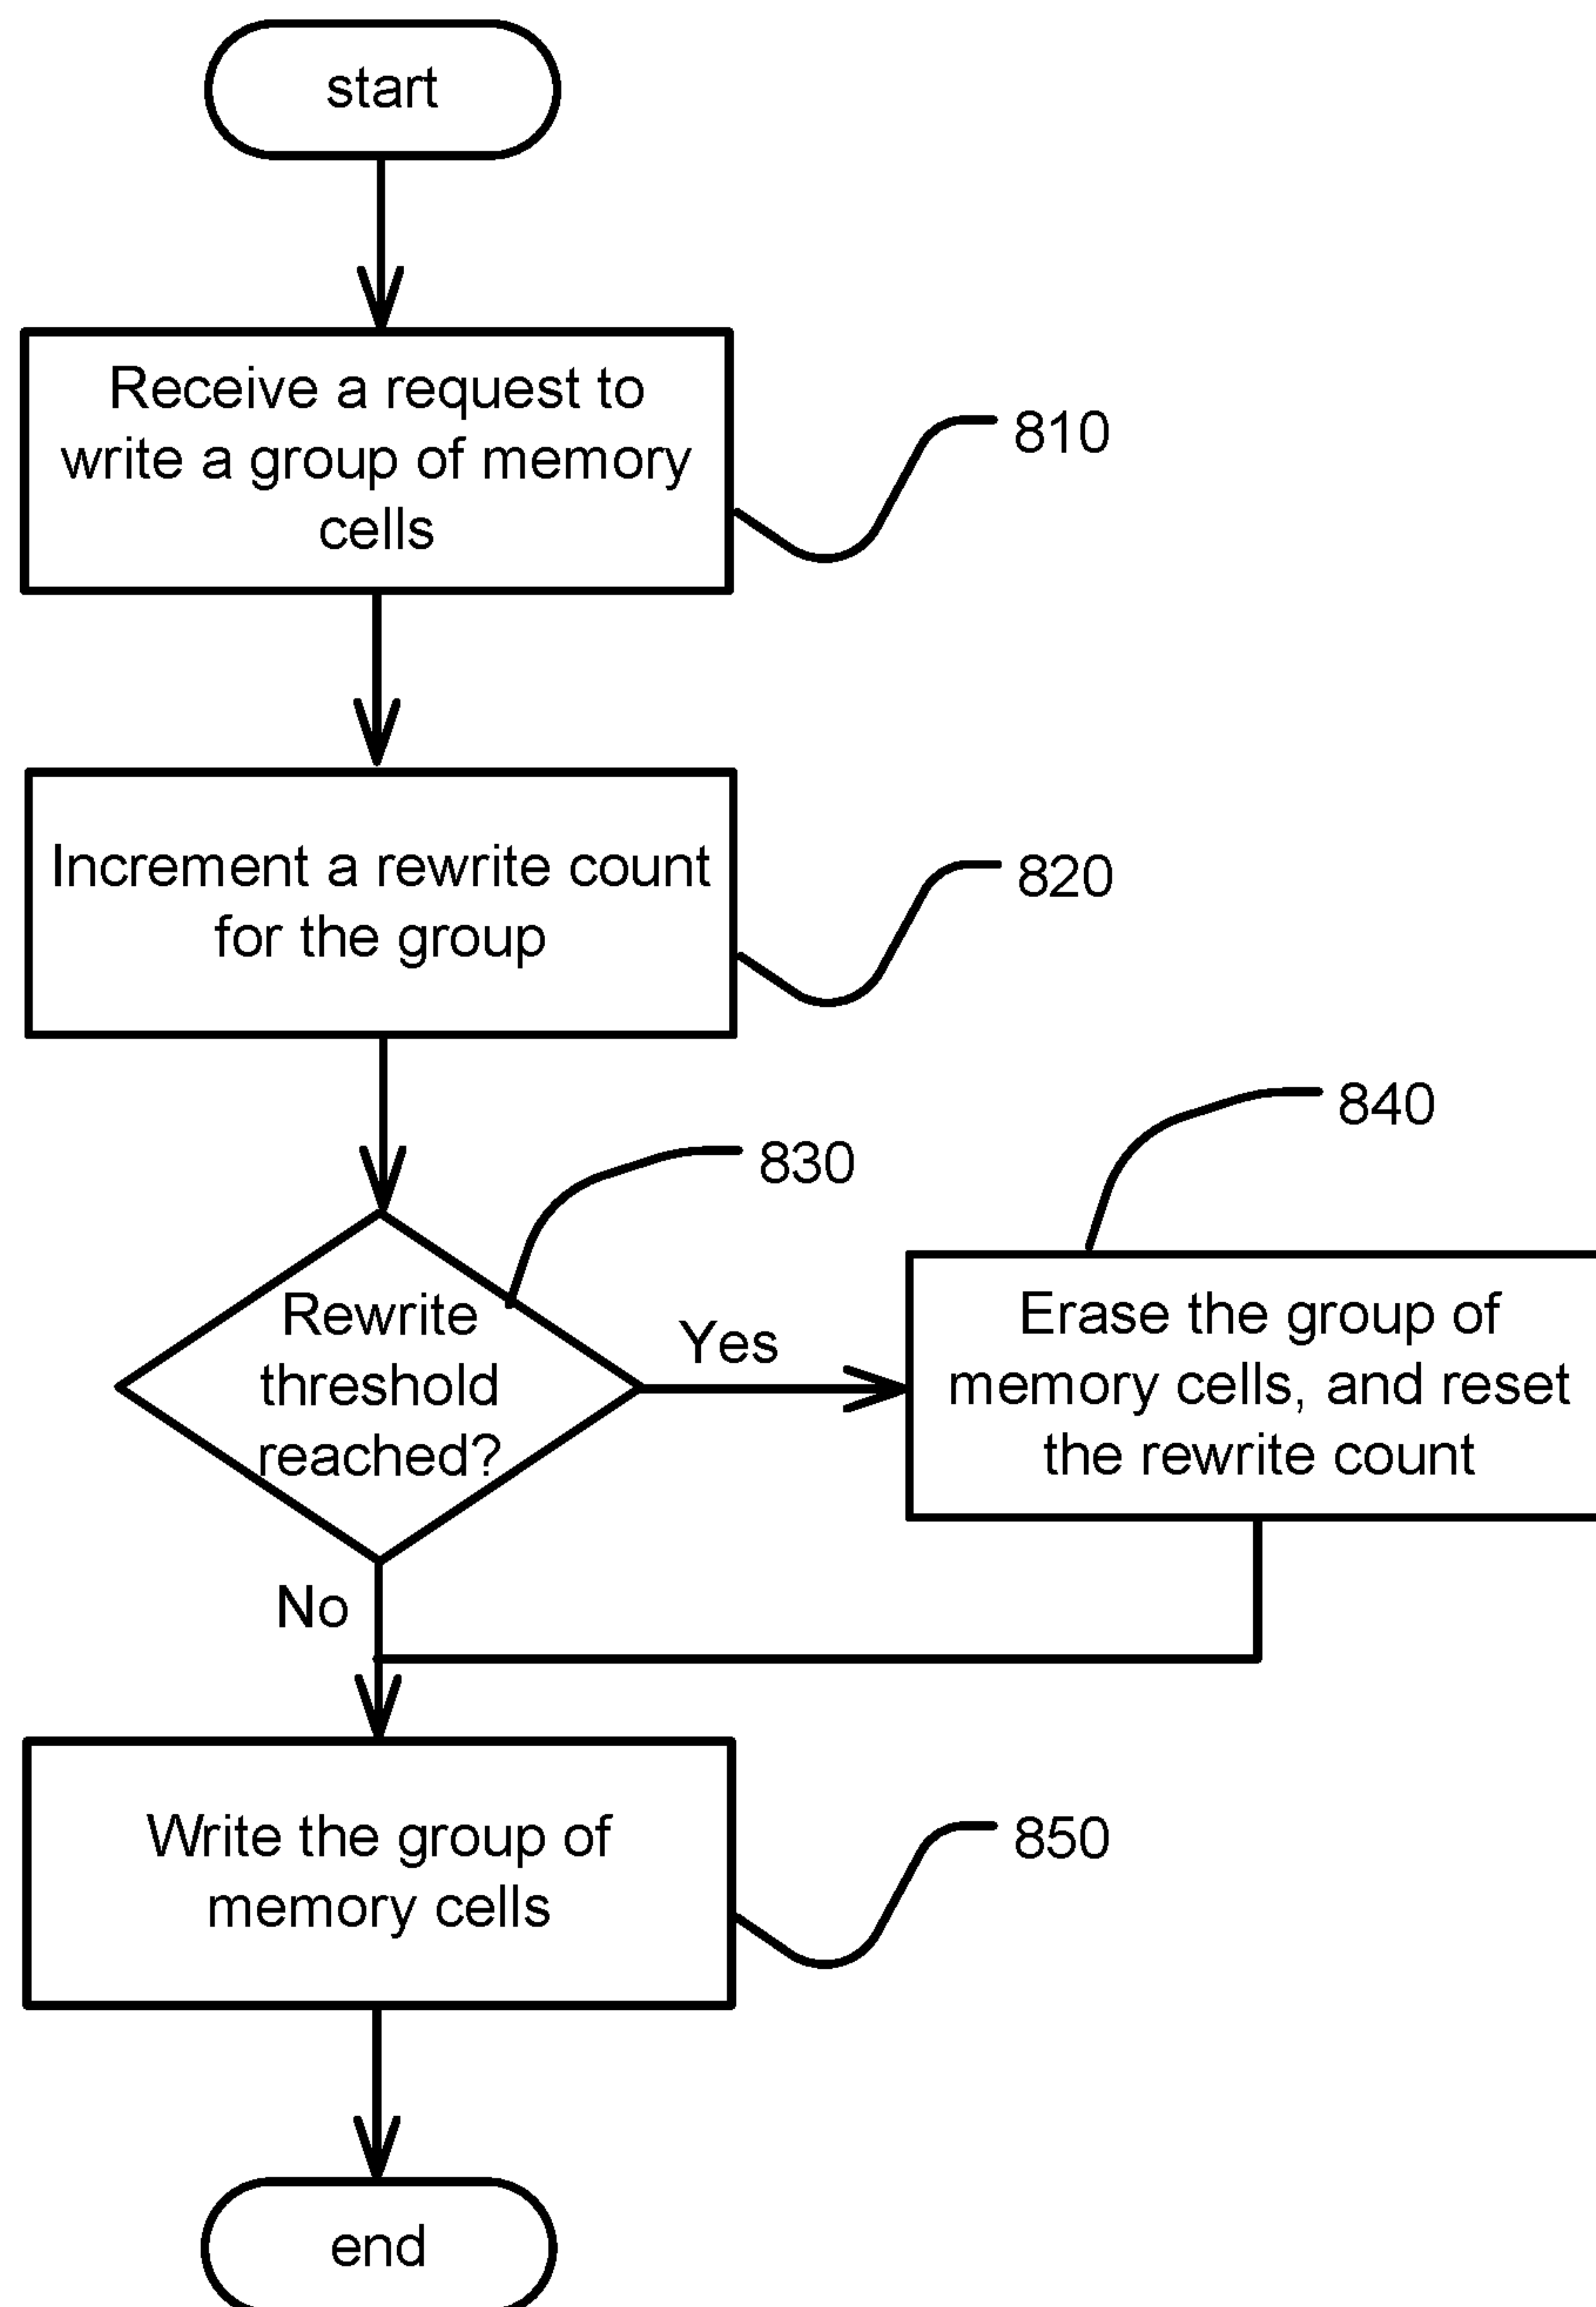 start
Receive a request to
write a group of memory
cells
810
Increment a rewrite count
for the group
820
830
840
Rewrite
threshold
reached?
Yes
Erase the group of
memory cells, and reset
the rewrite count
No
Write the group of
memory cells
850
end